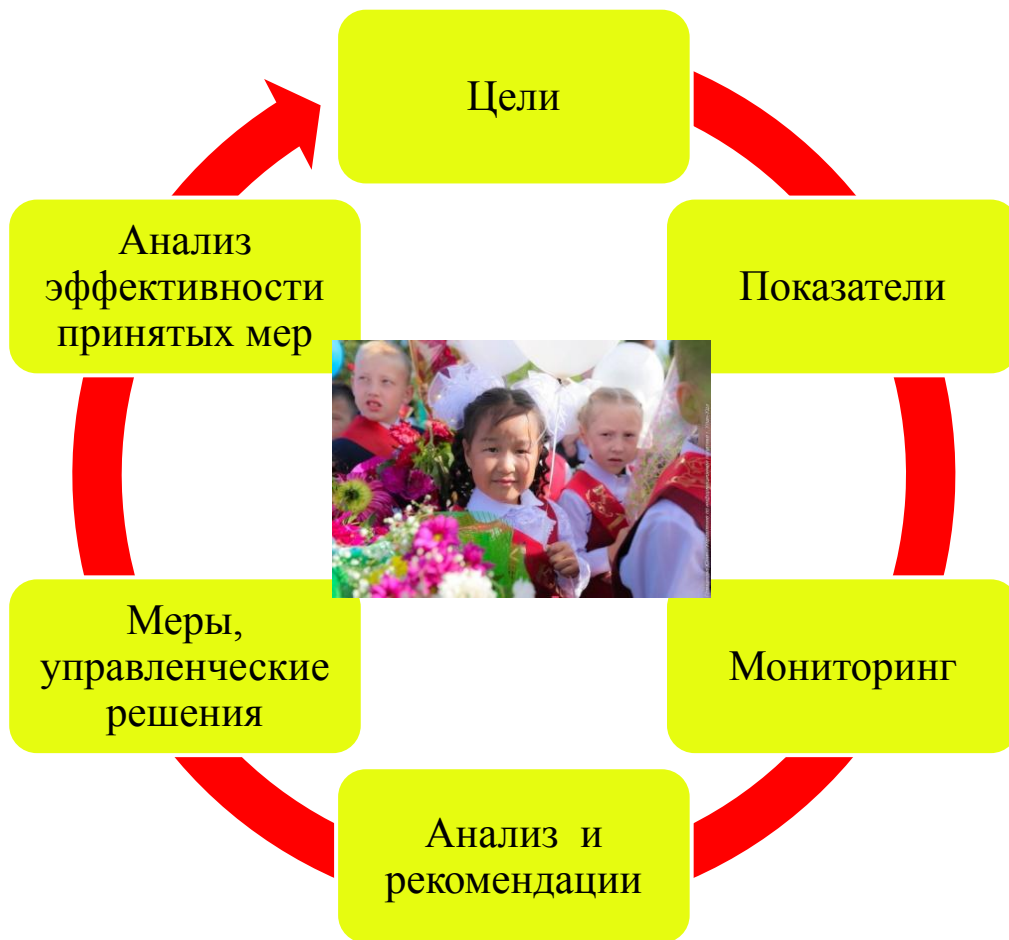 Цели
Показатели
Мониторинг
Анализ и
рекомендации
Меры,
управленческие
решения
Анализ
эффективности
принятых мер